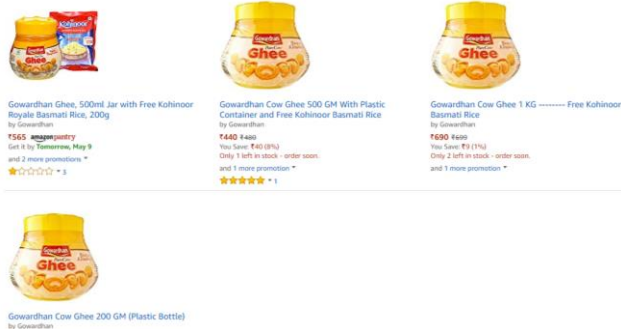 Gowardhan
Ghee
Kohinoor
Gowardhan
Ghee
Gowardhan
Ghee
Gowardhan Ghee, 500ml Jar with Free Kohinoor
Royale Basmati Rice, 200g
by Gowardhan
₹565 amazonpantry
Get it by Tomorrow, May 9
and 2 more promotions
3
Gowardhan Cow Ghee 500 GM With Plastic
Container and Free Kohinoor Basmati Rice
by Gowardhan
₹440 ₹480
You Save: ₹40 (8%)
Only 1 left in stock - order soon.
and 1 more promotion
1
Gowardhan Cow Ghee 1 KG -------- Free Kohinoor
Basmati Rice
by Gowardhan
₹690 ₹699
You Save: ₹9 (1%)
Only 2 left in stock - order soon.
and 1 more promotion
Gowardhan
Ghee
Gowardhan Cow Ghee 200 GM (Plastic Bottle)
by Gowardhan